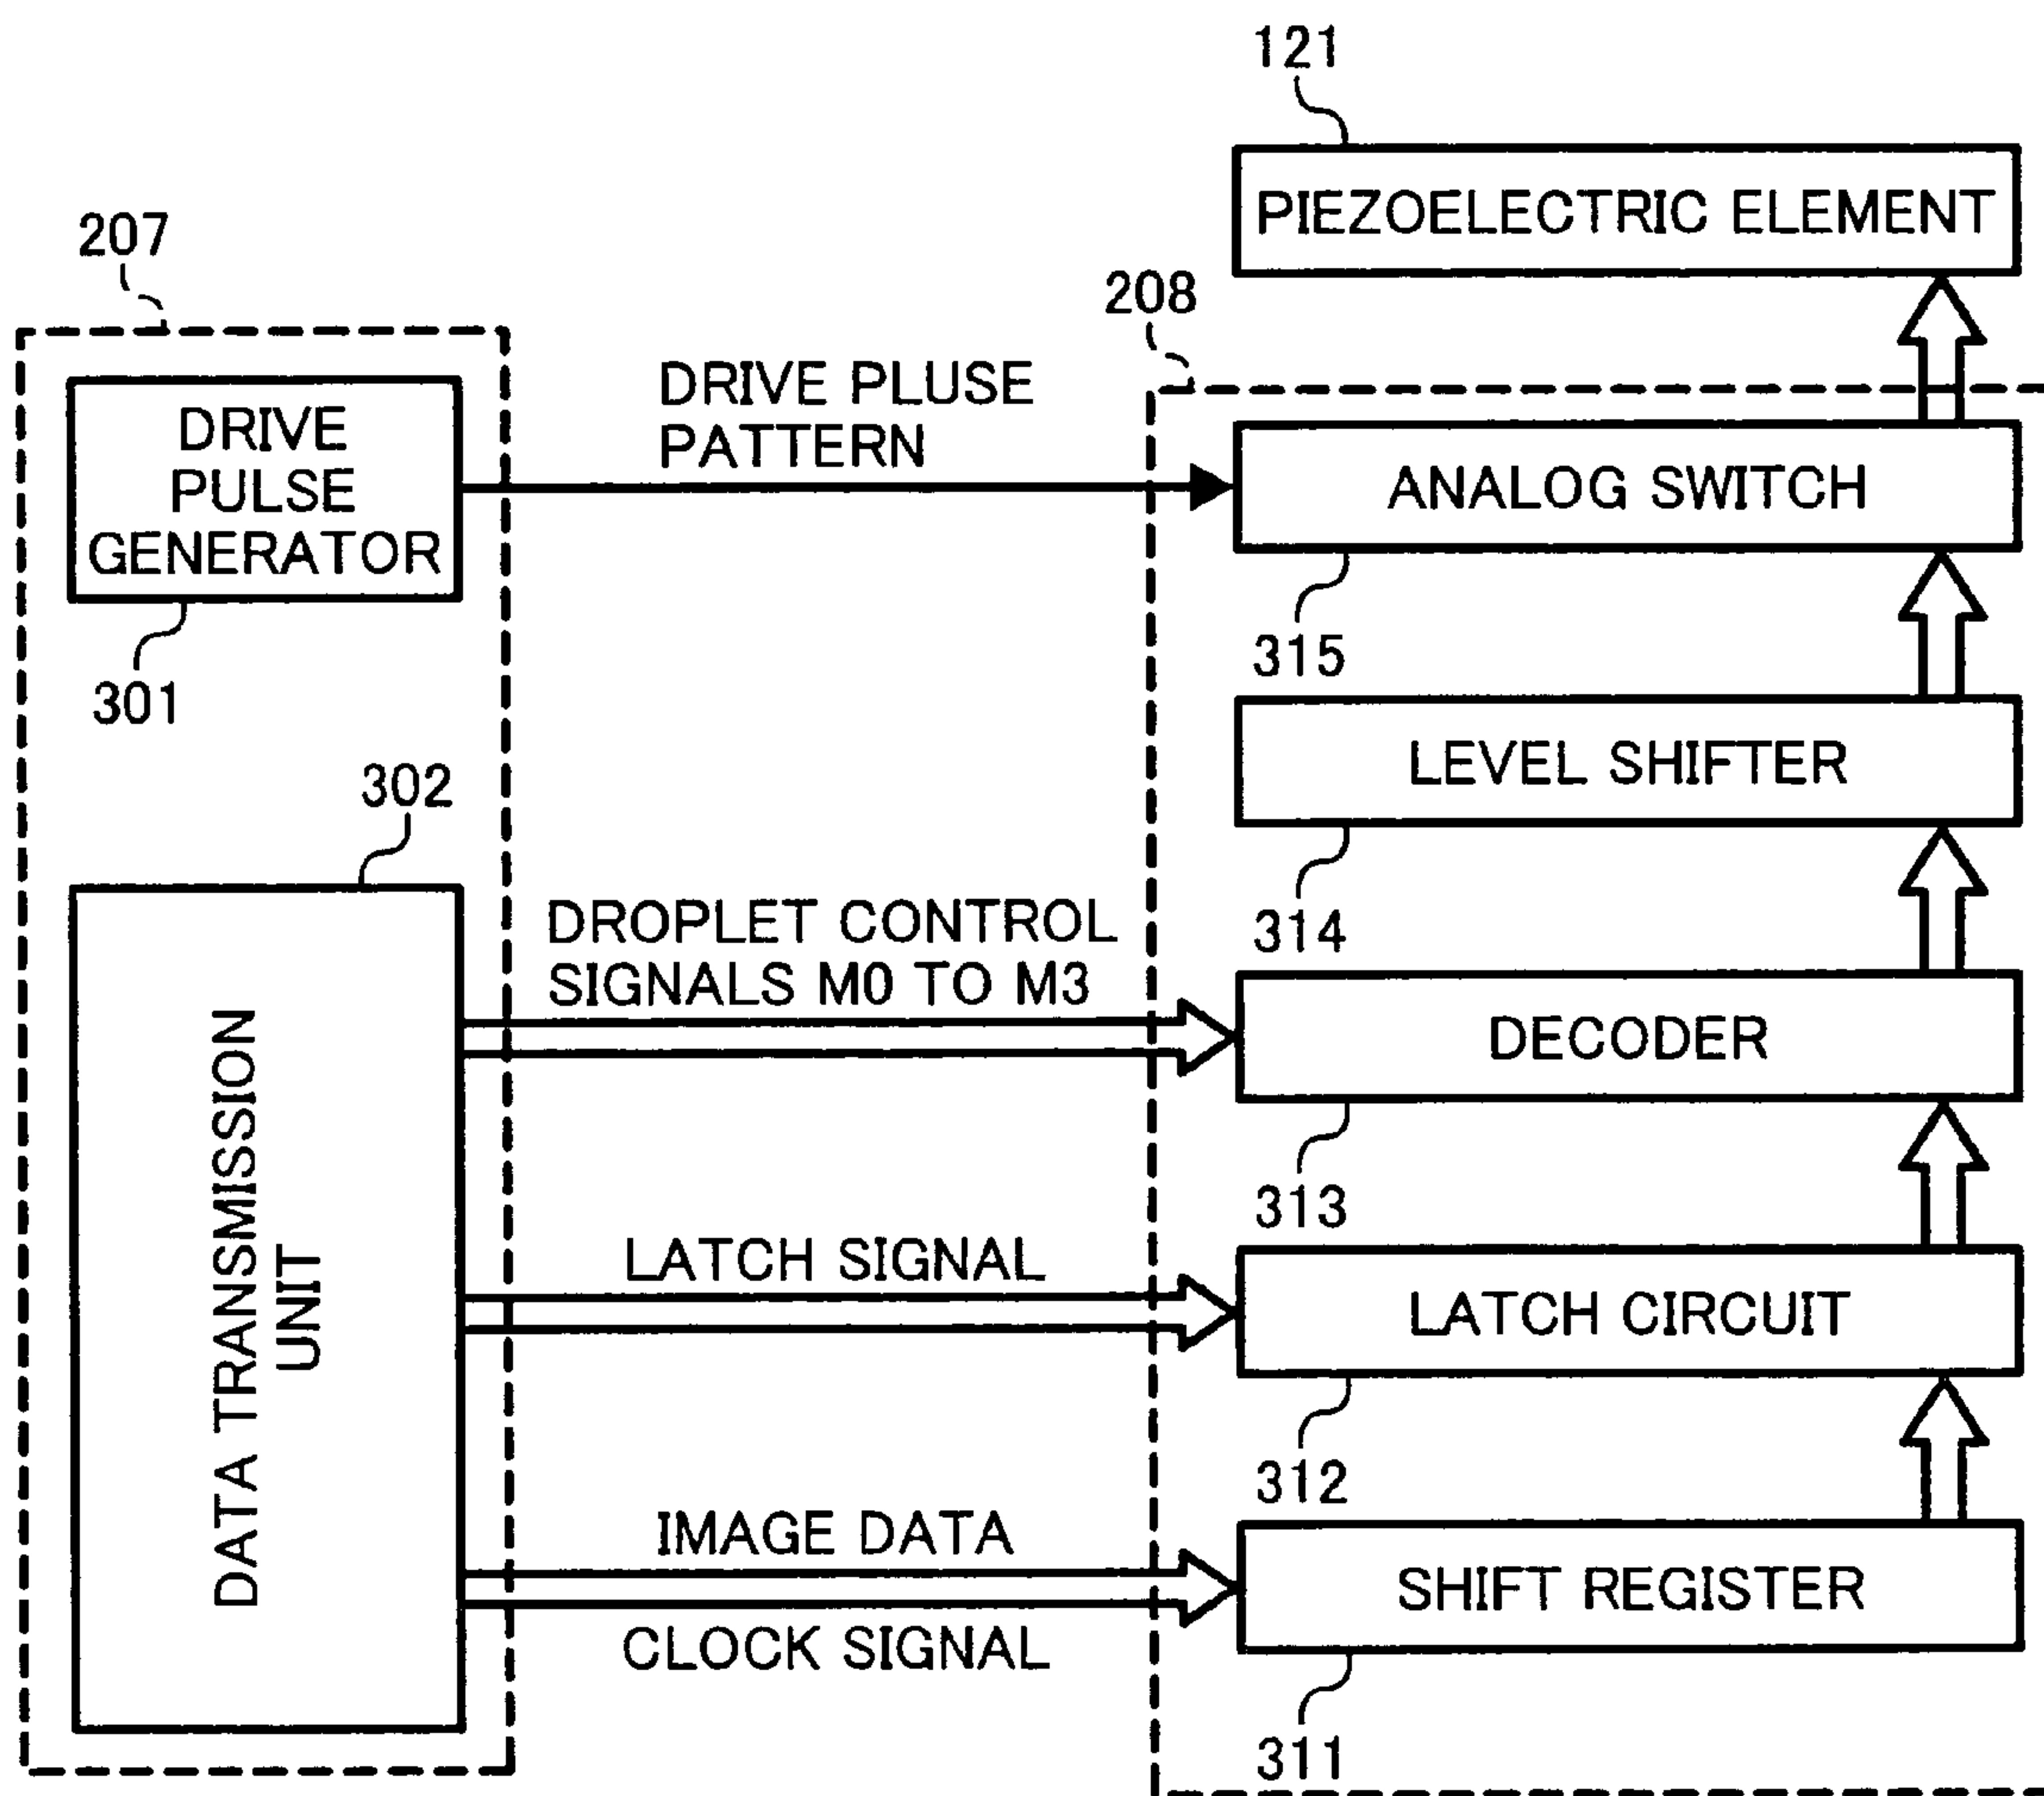 121
PIEZOELECTRIC ELEMENT
207
208
DRIVE
PULSE
GENERATOR
DRIVE PLUSE
PATTERN
ANALOG SWITCH
301
315
LEVEL SHIFTER
302
314
DROPLET CONTROL
SIGNALS M0 TO M3
DECODER
313
DATA TRANSMISSION
UNIT
LATCH SIGNAL
LATCH CIRCUIT
312
IMAGE DATA
CLOCK SIGNAL
SHIFT REGISTER
311